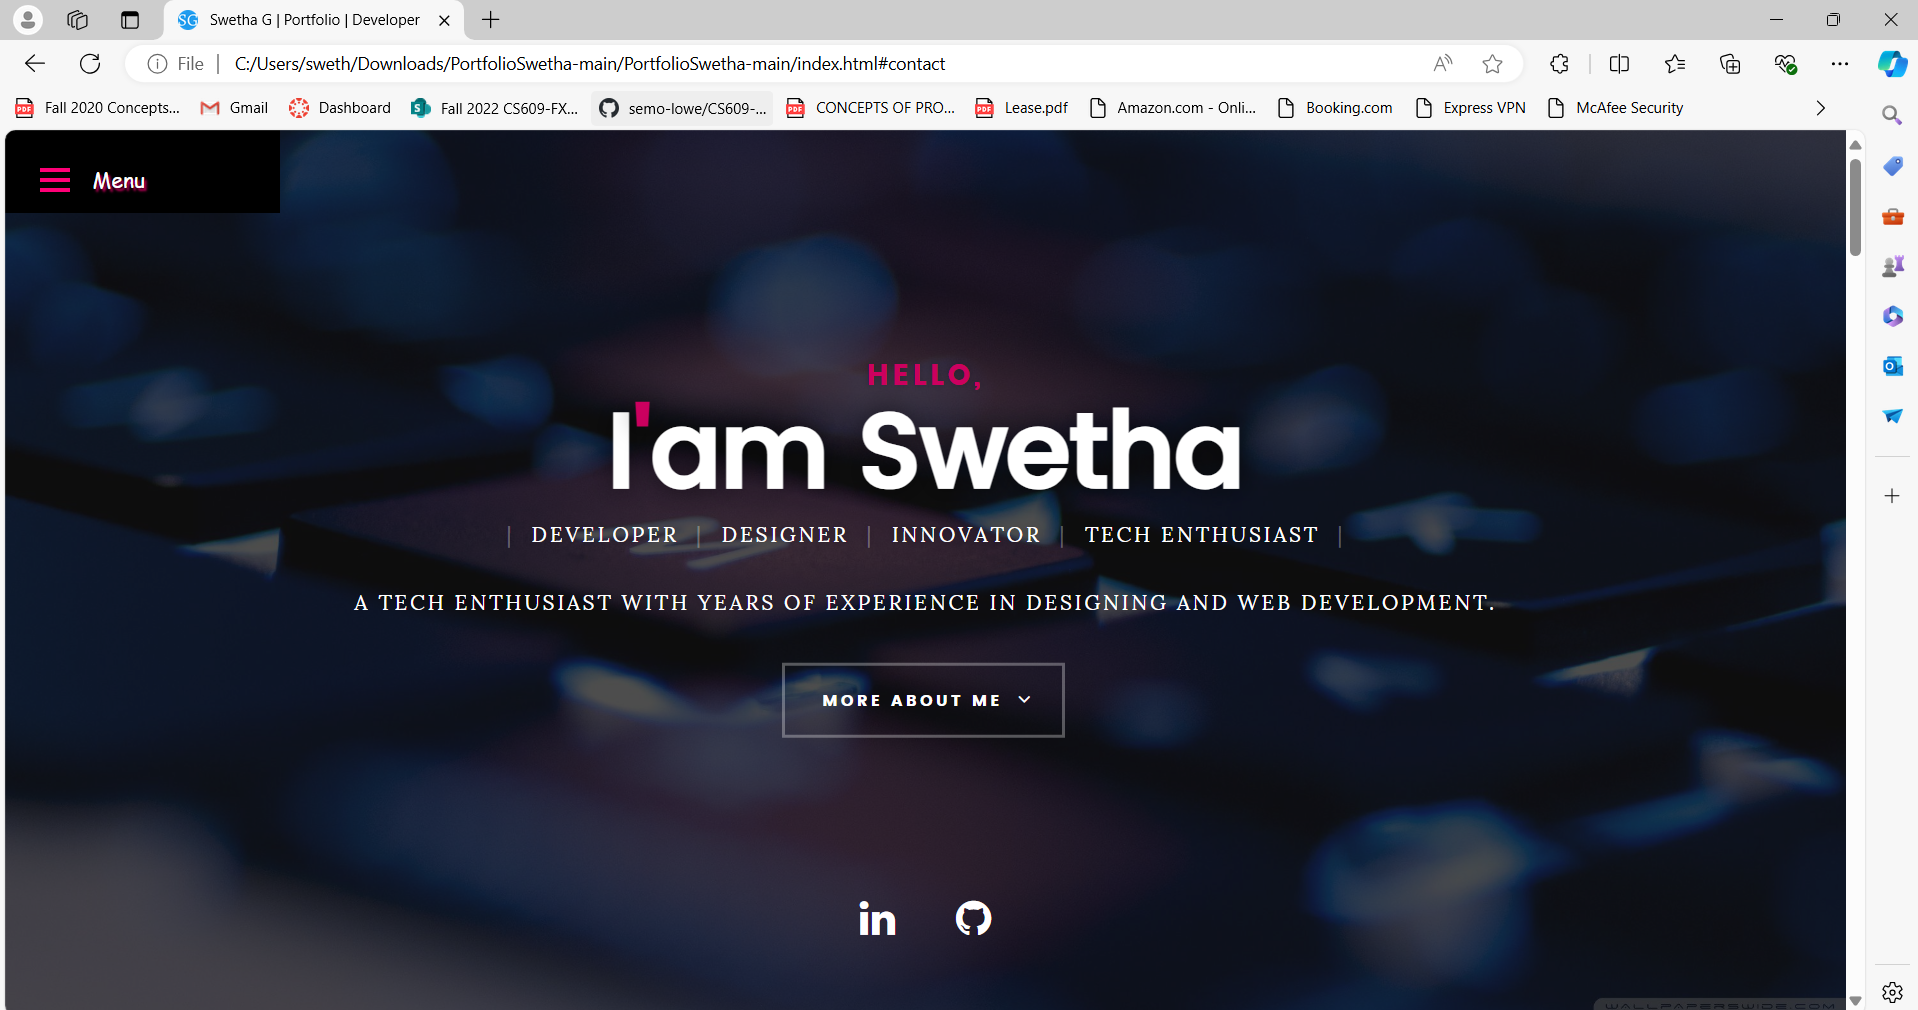 SG Swetha G | Portfolio | Developer
File | C:/Users/sweth/Downloads/PortfolioSwetha-main/PortfolioSwetha-main/index.html#contact
Fall 2020 Concepts... Gmail Dashboard Fall 2022 CS609-FX... semo-lowe/CS609-... CONCEPTS OF PRO... Lease.pdf Amazon.com - Onli... Booking.com Express VPN McAfee Security
Menu
HELLO,
I'am Swetha
| DEVELOPER | DESIGNER | INNOVATOR | TECH ENTHUSIAST |
A TECH ENTHUSIAST WITH YEARS OF EXPERIENCE IN DESIGNING AND WEB DEVELOPMENT.
MORE ABOUT ME
in
WALLPAPERSWIDE.COM